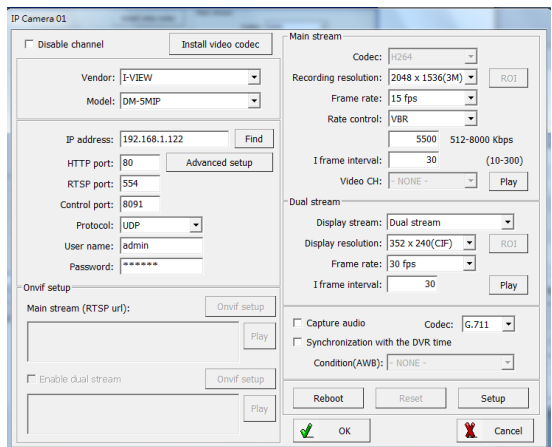 IP Camera 01
Disable channel
Install video codec
Vendor: I-VIEW
Model: DM-5MIP
IP address: 192.168.1.122 Find
HTTP port: 80 Advanced setup
RTSP port: 554
Control port: 8091
Protocol: UDP
User name: admin
Password: ******
Onvif setup
Main stream (RTSP url): Onvif setup
Play
Enable dual stream Onvif setup
Play
Main stream
Codec: H264
Recording resolution: 2048 x 1536(3M) ROI
Frame rate: 15 fps
Rate control: VBR
5500 512-8000 Kbps
I frame interval: 30 (10-300)
Video CH: - NONE - Play
Dual stream
Display stream: Dual stream
Display resolution: 352 x 240(CIF) ROI
Frame rate: 30 fps
I frame interval: 30 Play
Capture audio Codec: G.711
Synchronization with the DVR time
Condition(AWB): - NONE -
Reboot Reset Setup
OK Cancel